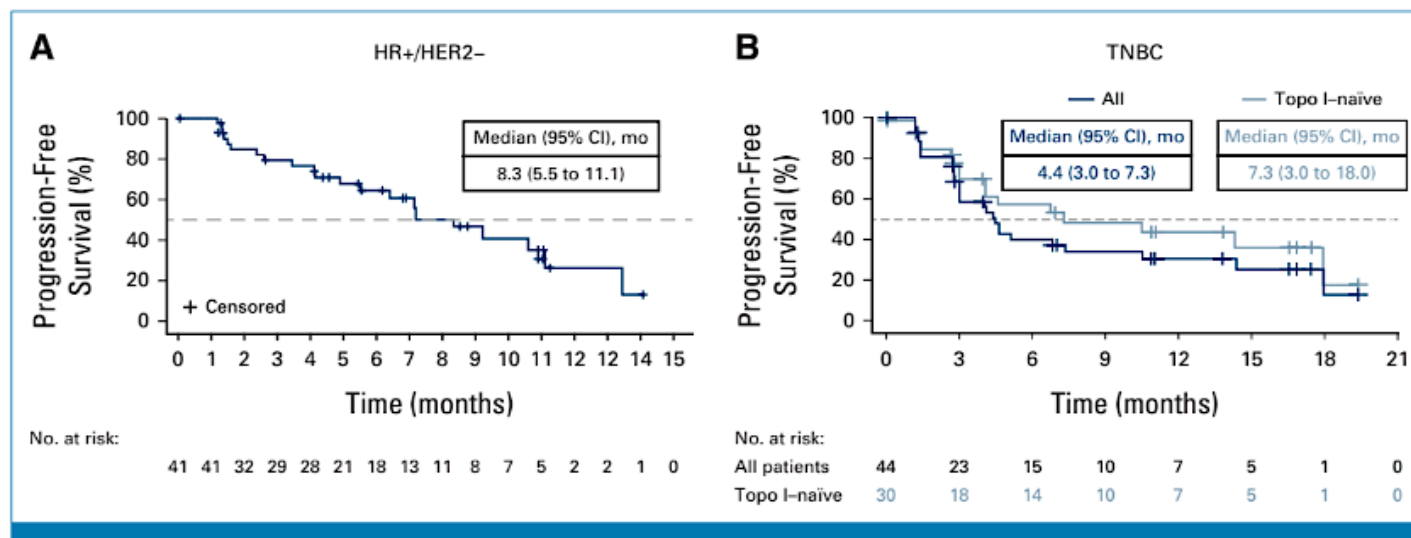 A
HR+/HER2−
Progression-Free
Survival (%)
100
80
60
40
20
0
Median (95% CI), mo
8.3 (5.5 to 11.1)
+ Censored
0 1 2 3 4 5 6 7 8 9 10 11 12 12 14 15
Time (months)
No. at risk:
41 41 32 29 28 21 18 13 11 8 7 5 2 2 1 0
B
TNBC
All
Topo I–naïve
Progression-Free
Survival (%)
100
80
60
40
20
0
Median (95% CI), mo
4.4 (3.0 to 7.3)
Median (95% CI), mo
7.3 (3.0 to 18.0)
0 3 6 9 12 15 18 21
Time (months)
No. at risk:
All patients 44 23 15 10 7 5 1 0
Topo I–naïve 30 18 14 10 7 5 1 0